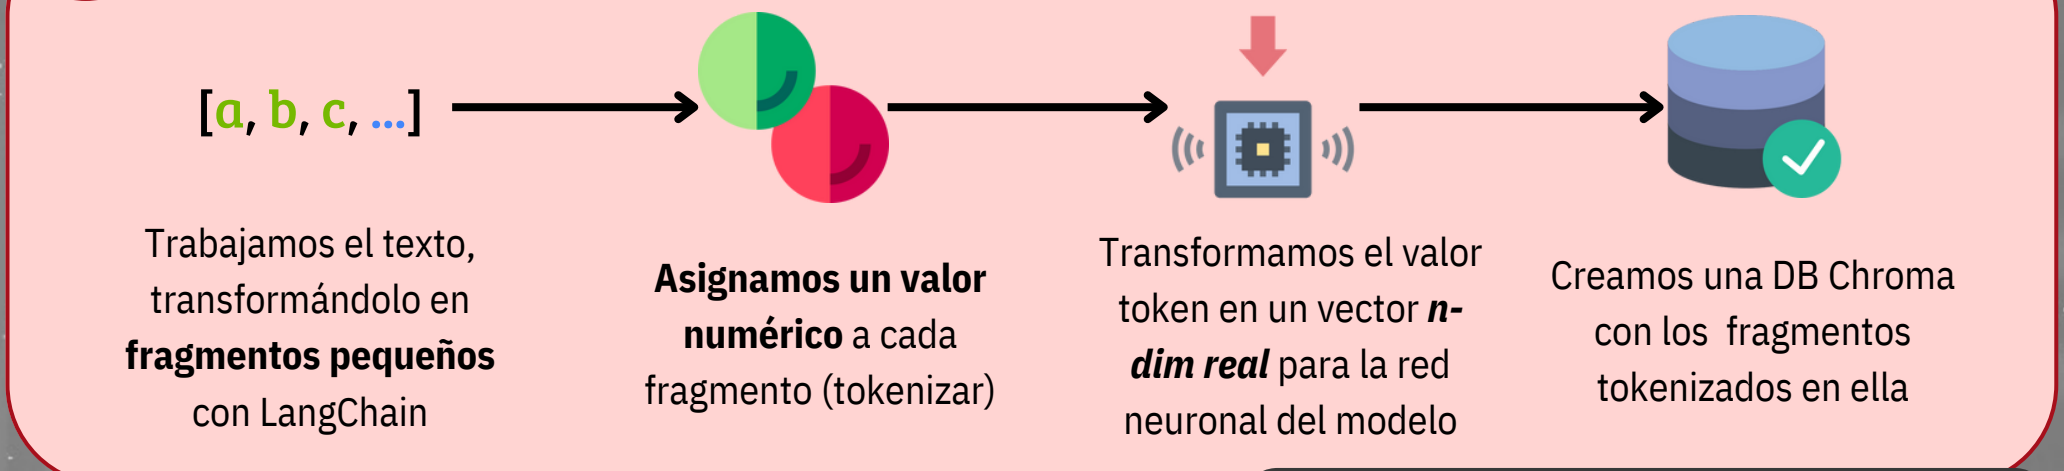 [a, b, c, ...]
Trabajamos el texto,
transformándolo en
fragmentos pequeños
con LangChain
Asignamos un valor
numérico a cada
fragmento (tokenizar)
Transformamos el valor
token en un vector n-
dim real para la red
neuronal del modelo
Creamos una DB Chroma
con los fragmentos
tokenizados en ella